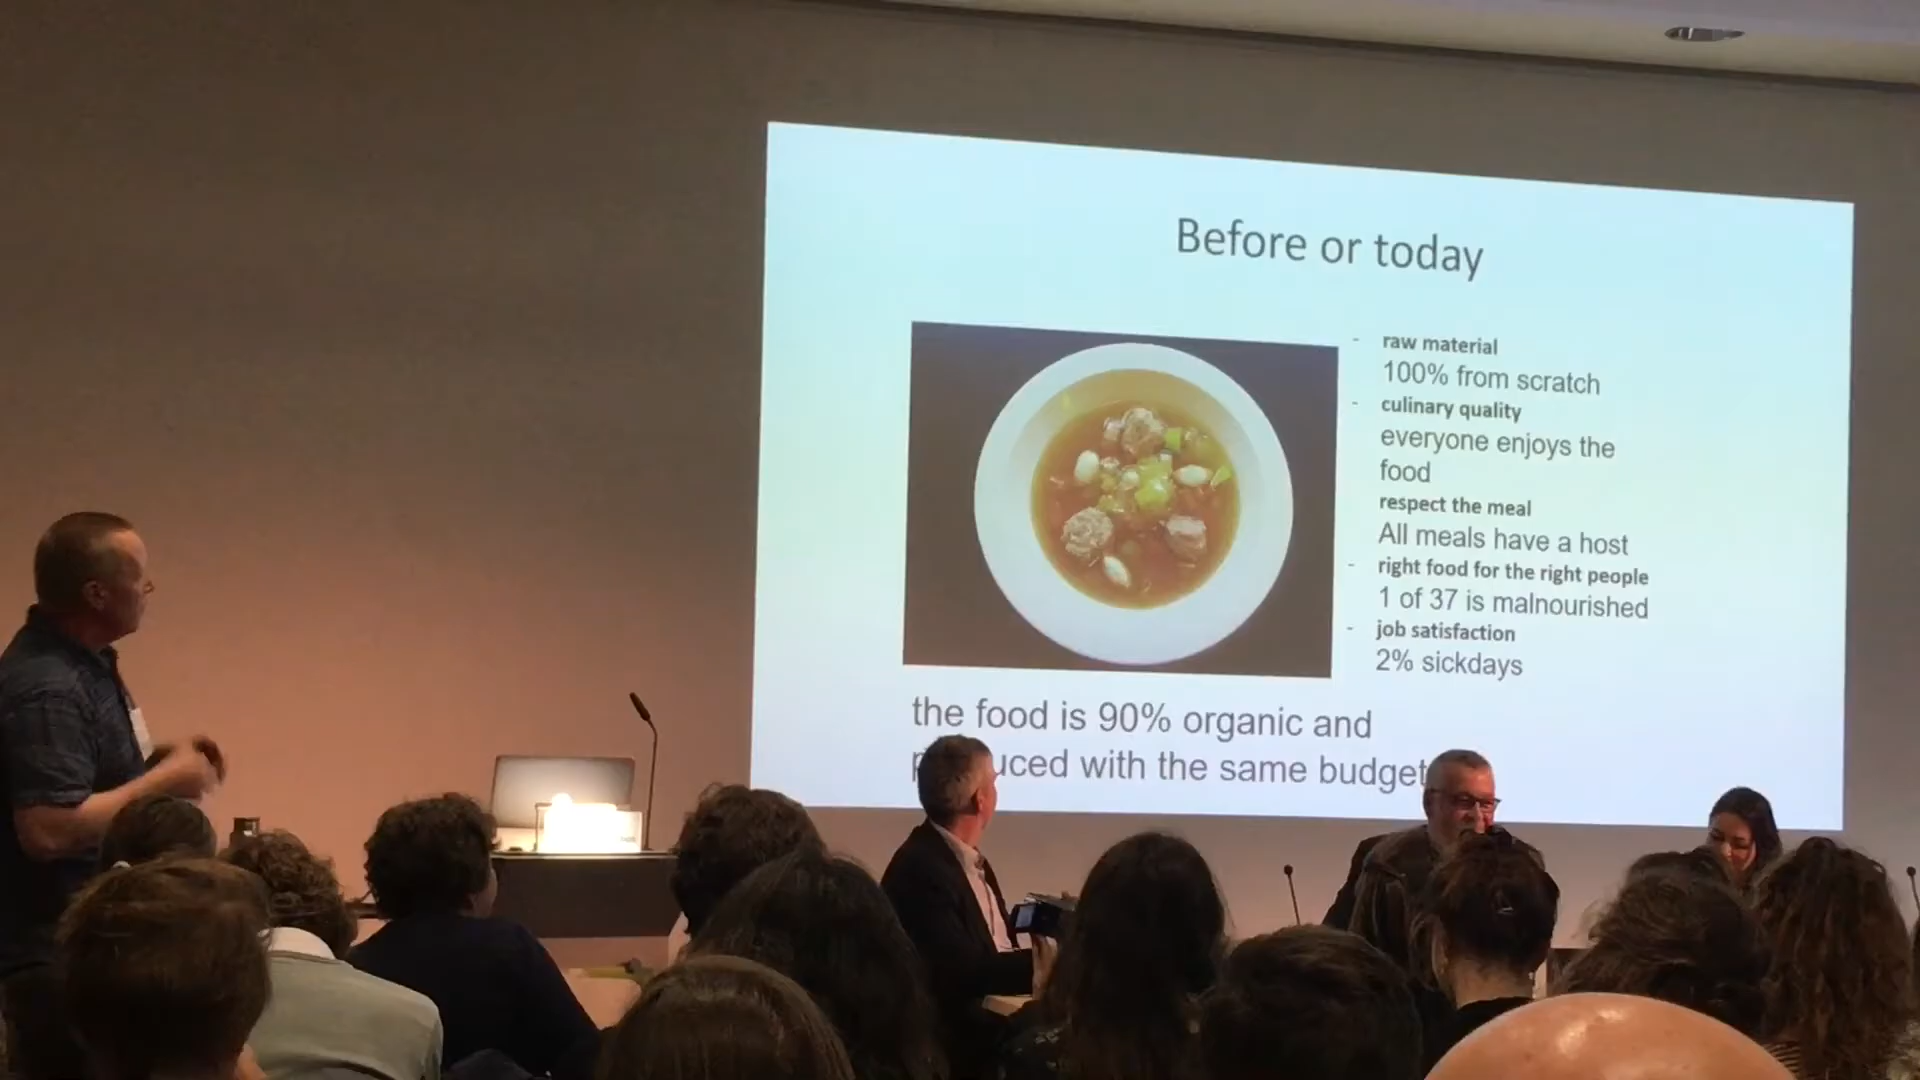 Before or today
- raw material
100% from scratch
- culinary quality
everyone enjoys the
food
respect the meal
All meals have a host
- right food for the right people
1 of 37 is malnourished
- job satisfaction
2% sickdays
the food is 90% organic and
with the same budget